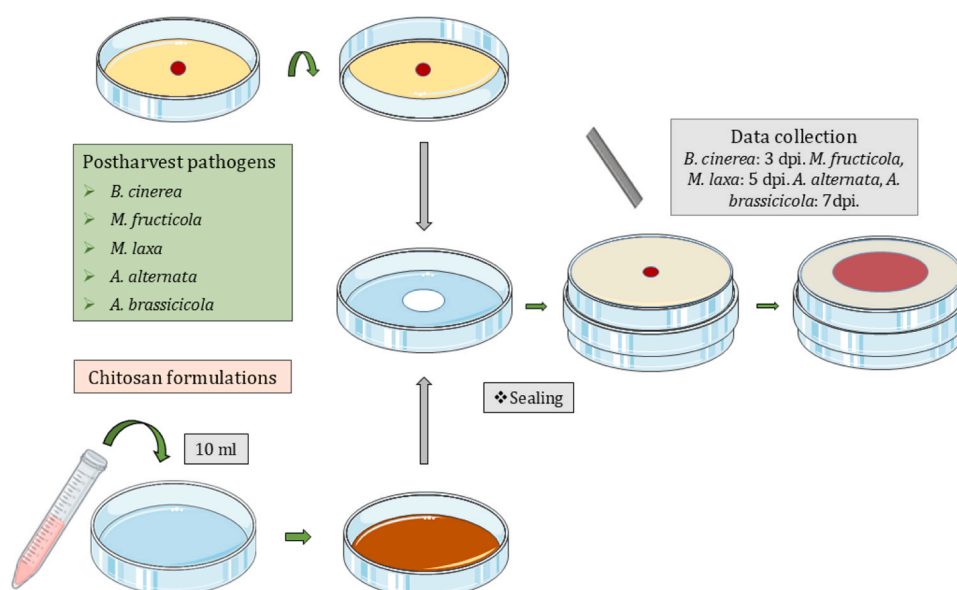 Postharvest pathogens
➢ B. cinerea
➢ M. fructicola
➢ M. laxa
➢ A. alternata
➢ A. brassicicola
Chitosan formulations
10 ml
❖ Sealing
Data collection
B. cinerea: 3 dpi. M. fructicola,
M. laxa: 5 dpi. A. alternata, A.
brassicicola: 7dpi.